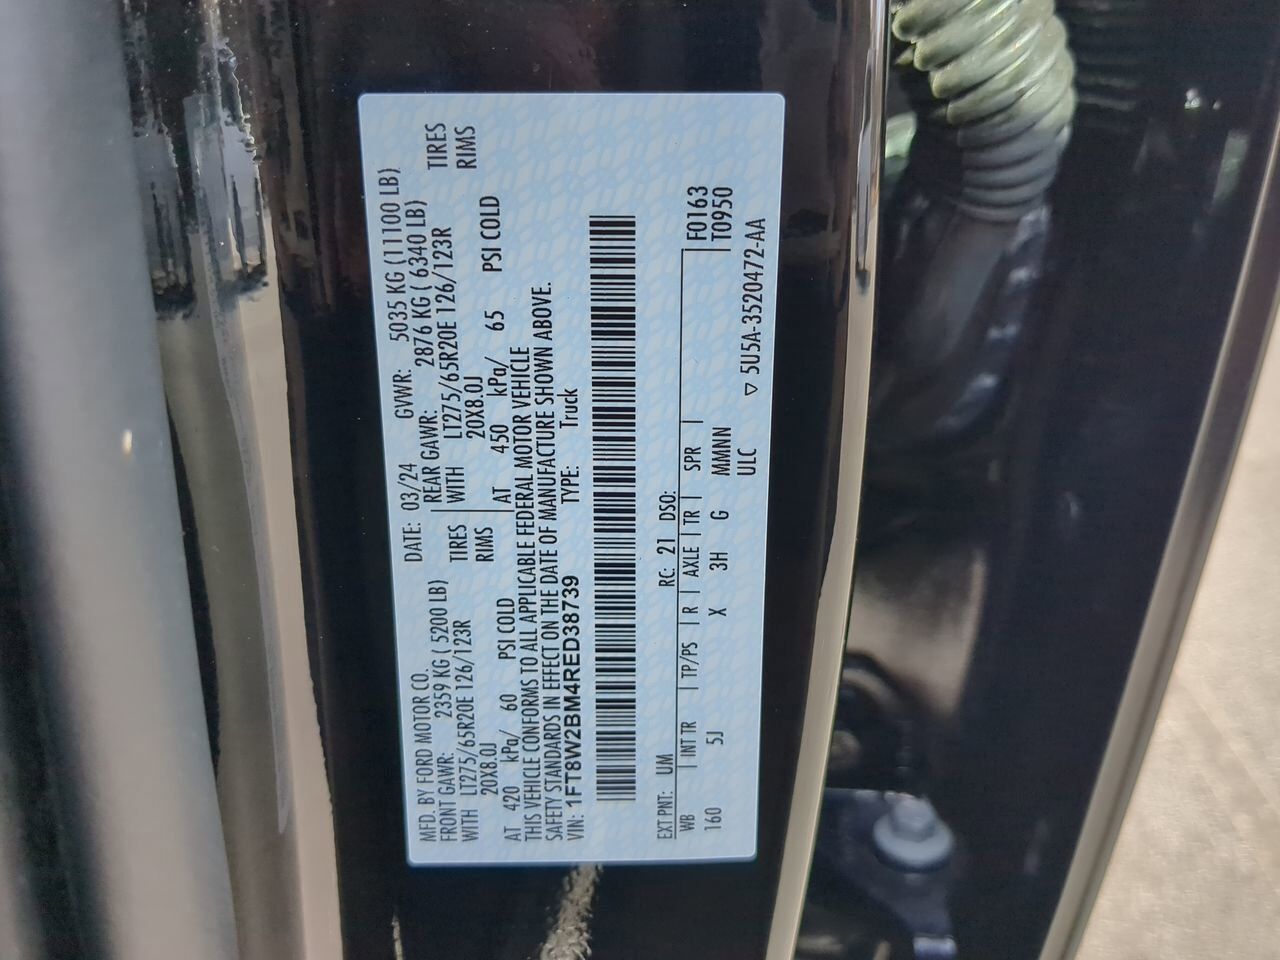 MFD. BY FORD MOTOR CO. DATE: 03/24 GVWR: 5035 KG (11100 LB)
FRONT GAWR: 2359 KG ( 5200 LB) REAR GAWR: 2876 KG ( 6340 LB)
WITH LT275/65R20E 126/123R TIRES WITH LT275/65R20E 126/123R TIRES
20X8.0J RIMS 20X8.0J RIMS
AT 420 kPa/ 60 PSI COLD AT 450 kPa/ 65 PSI COLD
THIS VEHICLE CONFORMS TO ALL APPLICABLE FEDERAL MOTOR VEHICLE
SAFETY STANDARDS IN EFFECT ON THE DATE OF MANUFACTURE SHOWN ABOVE.
VIN: 1FT8W2BM4RED38739 TYPE: Truck
EXT PNT: UM RC: 21 DSO: F0163
WB INT TR TP/PS R AXLE TR SPR T0950
160 5J X 3H G MMNN
ULC ▽ 5U5A-3520472-AA